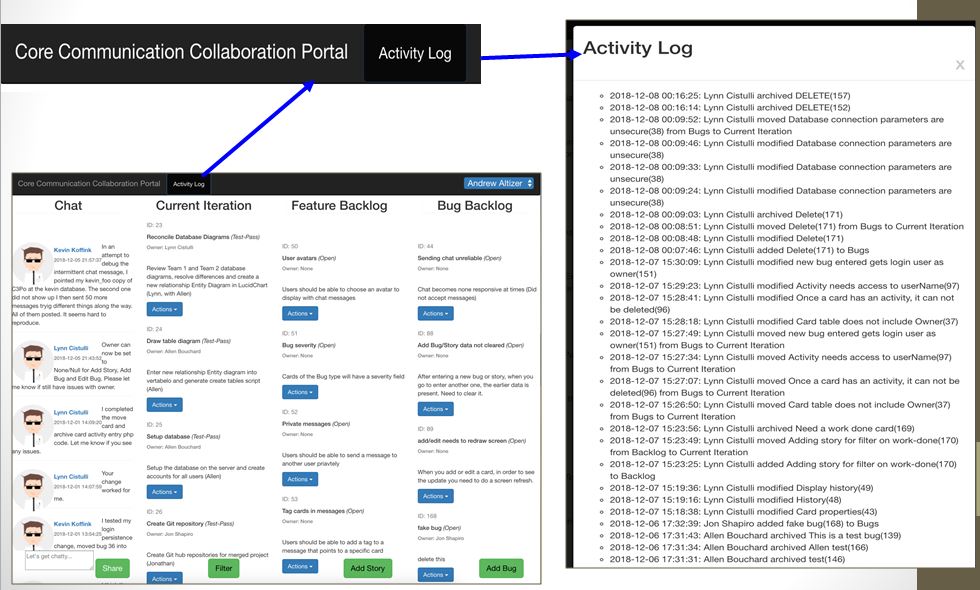 Core Communication Collaboration Portal
Activity Log
Core Communication Collaboration Portal
Activity Log
Andrew Altizer
Chat
Kevin Koffink
2018-12-05 21:57:37
In an
attempt to
debug the
intermittent chat message, I
pointed my kevin_foo copy of
C3Po at the kevin database. The second one
did not show up I then sent 50 more
messages tryig different things along the way.
All of them posted. It seems hard to
reproduce.
Lynn Cistulli
2018-12-05 21:43:52
Owner can
now be set
to
None/Null for Add Story, Add
Bug and Edit Bug. Please let
me know if still have issues with owner.
Lynn Cistulli
2018-12-01 14:09:20
I completed
the move
card and
archive card activity entry php
code. Let me know if you see
any issues.
Lynn Cistulli
2018-12-01 14:07:59
Your
change
worked for
me.
Kevin Koffink
2018-12-01 13:54:25
I tested my
login
persistence
change, moved bug 36 into
Let's get chatty...
Share
Current Iteration
ID: 23
Reconcile Database Diagrams (Test-Pass)
Owner: Lynn Cistulli
Review Team 1 and Team 2 database
diagrams, resolve differences and create a
new relationship Entity Diagram in LucidChart
(Lynn, with Allen)
Actions
ID: 24
Draw table diagram (Test-Pass)
Owner: Allen Bouchard
Enter new relationship Entity diagram into
vertabelo and generate create tables script
(Allen)
Actions
ID: 25
Setup database (Test-Pass)
Owner: Allen Bouchard
Setup the database on the server and create
accounts for all users (Allen)
Actions
ID: 26
Create Git repository (Test-Pass)
Owner: Jon Shapiro
Create Git hub repositories for merged project
(Jonathan)
Actions
Filter
Feature Backlog
ID: 50
User avatars (Open)
Owner: None
Users should be able to choose an avatar to
display with chat messages
Actions
ID: 51
Bug severity (Open)
Owner: None
Cards of the Bug type will have a severity field
Actions
ID: 52
Private messages (Open)
Owner: None
Users should be able to send a message to
another user priavtely
Actions
ID: 53
Tag cards in messages (Open)
Owner: None
Users should be able to add a tag to a
message that points to a specific card
Actions
Add Story
Bug Backlog
ID: 44
Sending chat unreliable (Open)
Owner: None
Chat becomes none responsive at times (Did
not accept messages)
Actions
ID: 88
Add Bug/Story data not cleared (Open)
Owner: None
After entering a new bug or story, when you
go to enter another one, the earlier data is
present. Need to clear it.
Actions
ID: 89
add/edit needs to redraw screen (Open)
Owner: None
When you add or edit a card, in order to see
the update you need to do a screen refresh.
Actions
ID: 168
fake bug (Open)
Owner: Jon Shapiro
delete this
Actions
Add Bug
Activity Log
x
2018-12-08 00:16:25: Lynn Cistulli archived DELETE(157)
2018-12-08 00:16:14: Lynn Cistulli archived DELETE(152)
2018-12-08 00:09:52: Lynn Cistulli moved Database connection parameters are
unsecure(38) from Bugs to Current Iteration
2018-12-08 00:09:46: Lynn Cistulli modified Database connection parameters are
unsecure(38)
2018-12-08 00:09:33: Lynn Cistulli modified Database connection parameters are
unsecure(38)
2018-12-08 00:09:24: Lynn Cistulli modified Database connection parameters are
unsecure(38)
2018-12-08 00:09:03: Lynn Cistulli archived Delete(171)
2018-12-08 00:08:51: Lynn Cistulli moved Delete(171) from Bugs to Current Iteration
2018-12-08 00:08:48: Lynn Cistulli modified Delete(171)
2018-12-08 00:07:46: Lynn Cistulli added Delete(171) to Bugs
2018-12-07 15:30:09: Lynn Cistulli modified new bug entered gets login user as
owner(151)
2018-12-07 15:29:23: Lynn Cistulli modified Activity needs access to userName(97)
2018-12-07 15:28:41: Lynn Cistulli modified Once a card has an activity, it can not
be deleted(96)
2018-12-07 15:28:18: Lynn Cistulli modified Card table does not include Owner(37)
2018-12-07 15:27:49: Lynn Cistulli moved new bug entered gets login user as
owner(151) from Bugs to Current Iteration
2018-12-07 15:27:34: Lynn Cistulli moved Activity needs access to userName(97)
from Bugs to Current Iteration
2018-12-07 15:27:07: Lynn Cistulli moved Once a card has an activity, it can not be
deleted(96) from Bugs to Current Iteration
2018-12-07 15:26:50: Lynn Cistulli moved Card table does not include Owner(37)
from Bugs to Current Iteration
2018-12-07 15:23:56: Lynn Cistulli archived Need a work done card(169)
2018-12-07 15:23:49: Lynn Cistulli moved Adding story for filter on work-done(170)
from Backlog to Current Iteration
2018-12-07 15:23:25: Lynn Cistulli added Adding story for filter on work-done(170)
to Backlog
2018-12-07 15:19:36: Lynn Cistulli modified Display history(49)
2018-12-07 15:19:16: Lynn Cistulli modified History(48)
2018-12-07 15:18:38: Lynn Cistulli modified Card properties(43)
2018-12-06 17:32:39: Jon Shapiro added fake bug(168) to Bugs
2018-12-06 17:31:43: Allen Bouchard archived This is a test bug(139)
2018-12-06 17:31:34: Allen Bouchard archived Allen test(166)
2018-12-06 17:31:31: Allen Bouchard archived test(146)